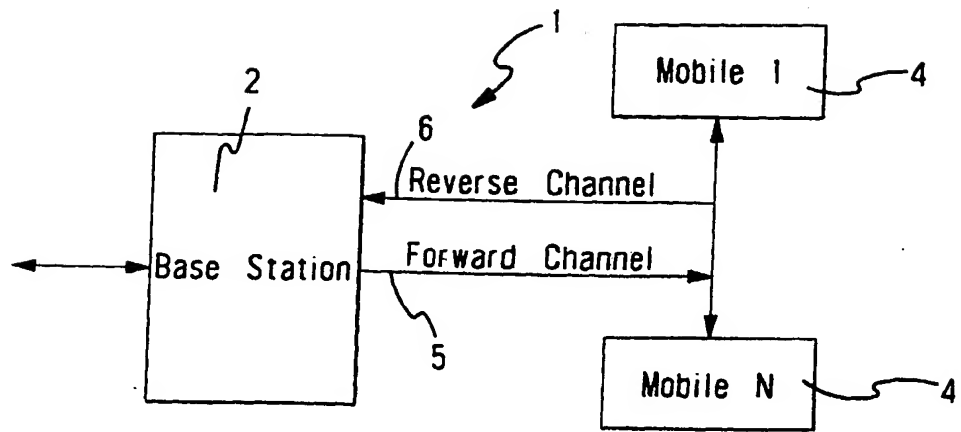 1
Mobile 1
4
2
6
Reverse Channel
Base Station
Forward Channel
5
Mobile N
4